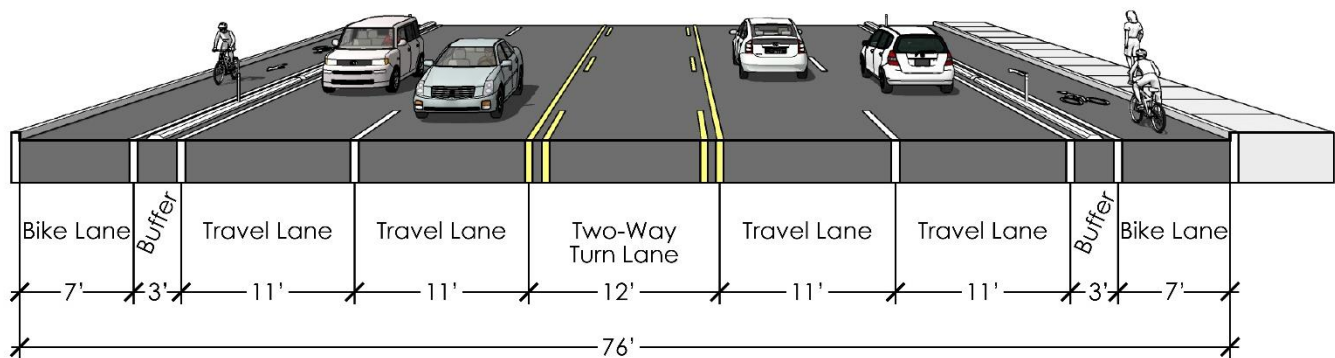 Bike Lane
Buffer
Travel Lane
Travel Lane
Two-Way
Turn Lane
Travel Lane
Travel Lane
Buffer
Bike Lane
7'
3'
11'
11'
12'
11'
11'
3'
7'
76'